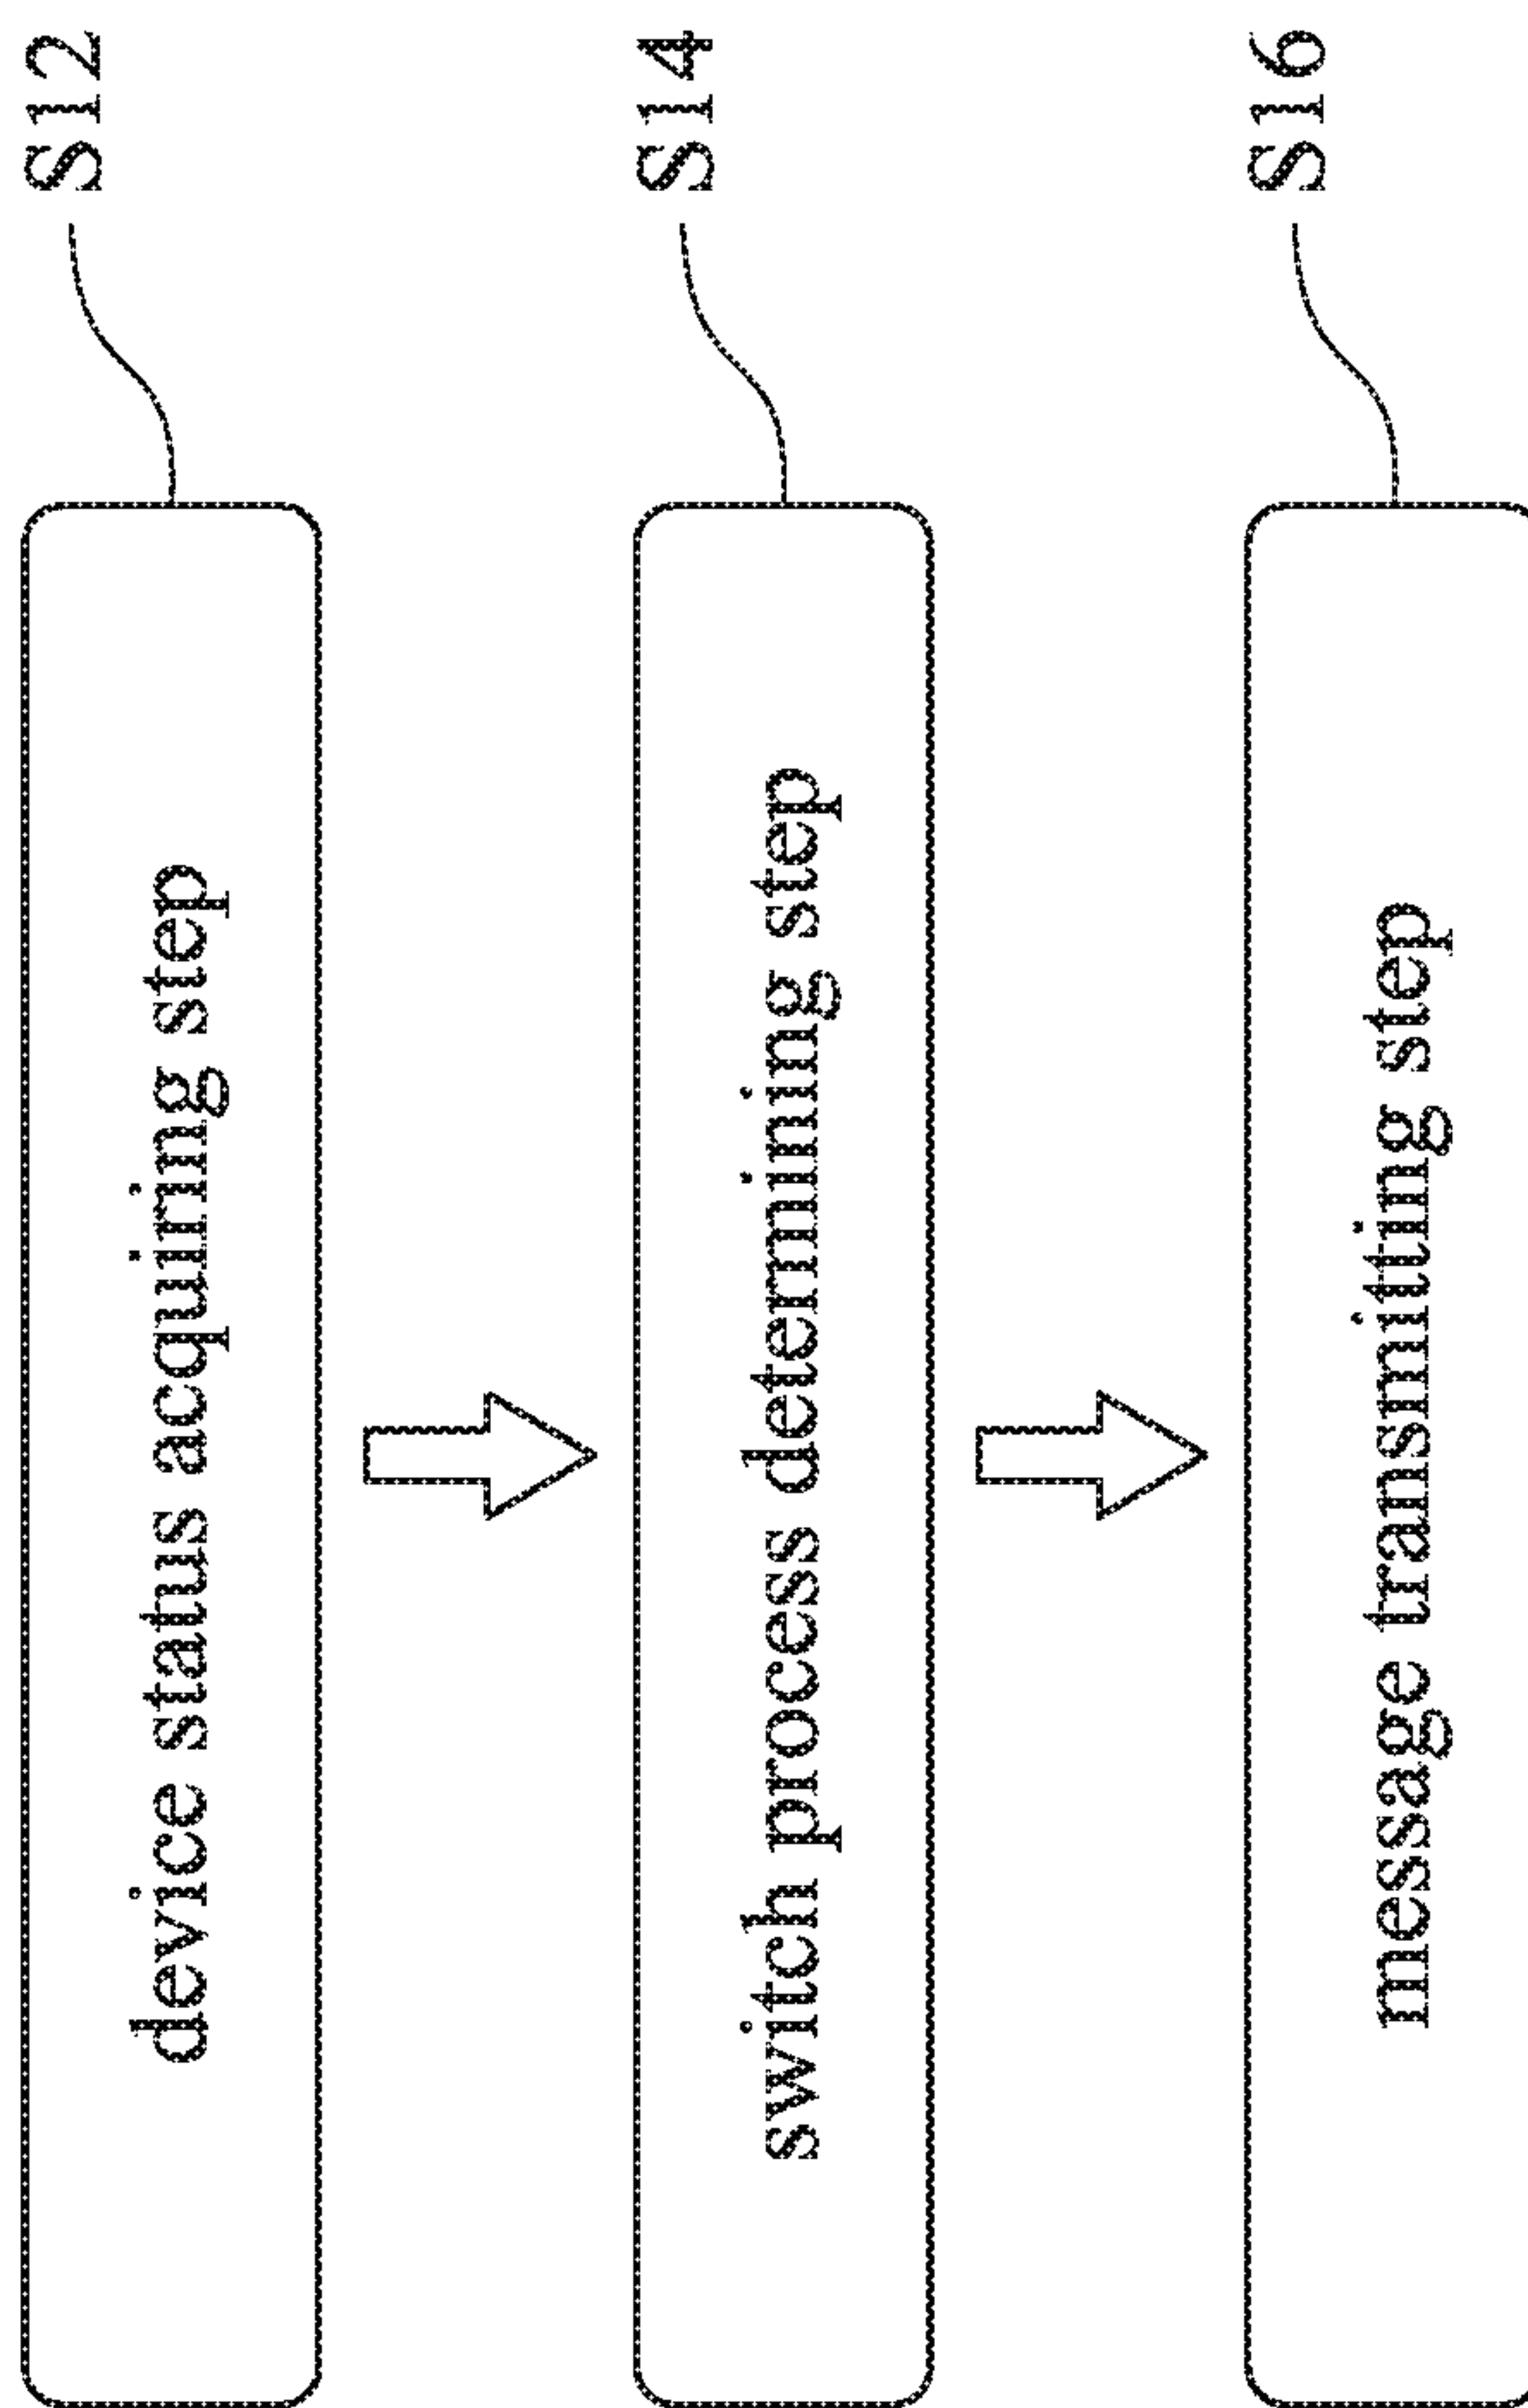 S12
device status acquiring step
S14
switch process determining step
S16
message transmitting step